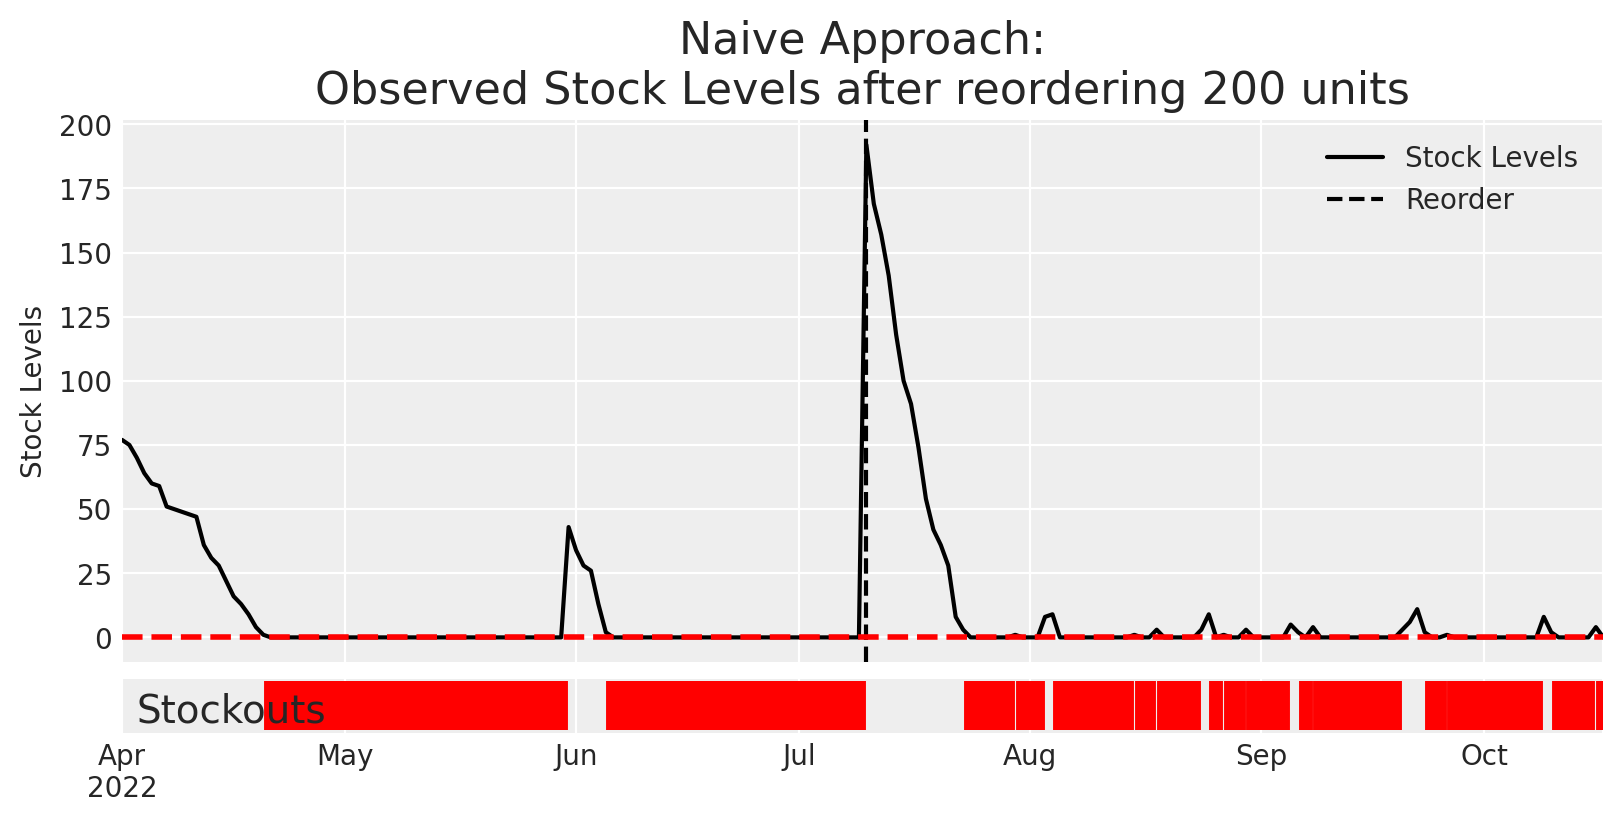 Naive Approach:
Observed Stock Levels after reordering 200 units
200
175
150
125
100
75
50
25
0
Stock Levels
Stock Levels
Reorder
Stockouts
Apr
2022
May
Jun
Jul
Aug
Sep
Oct